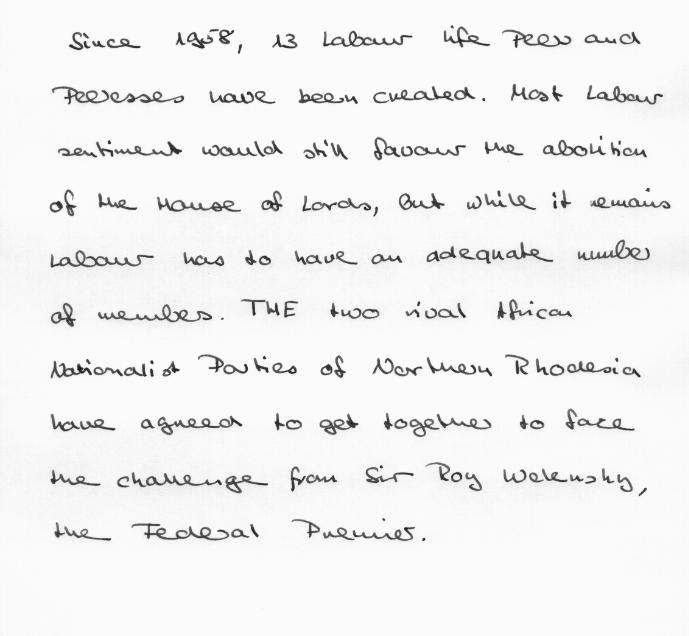 Since 1958, 13 Labour life Peers and
Peeresses have been created. Most Labour
sentiment would still favour the abolition
of the House of Lords, but while it remains
Labour has to have an adequate number
of members. THE two rival African
Nationalist Parties of Northern Rhodesia
have agreed to get together to face
the challenge from Sir Roy Welensky,
the Federal Premier.